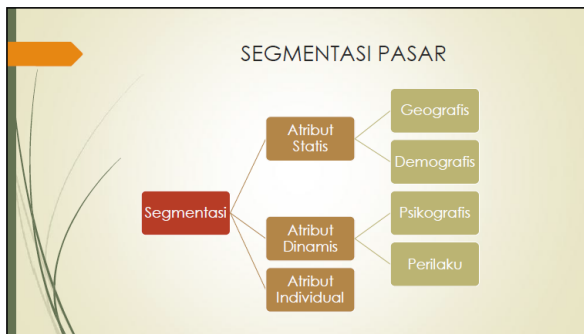 SEGMENTASI PASAR
Segmentasi
Atribut
Statis
Geografis
Demografis
Atribut
Dinamis
Psikografis
Perilaku
Atribut
Individual